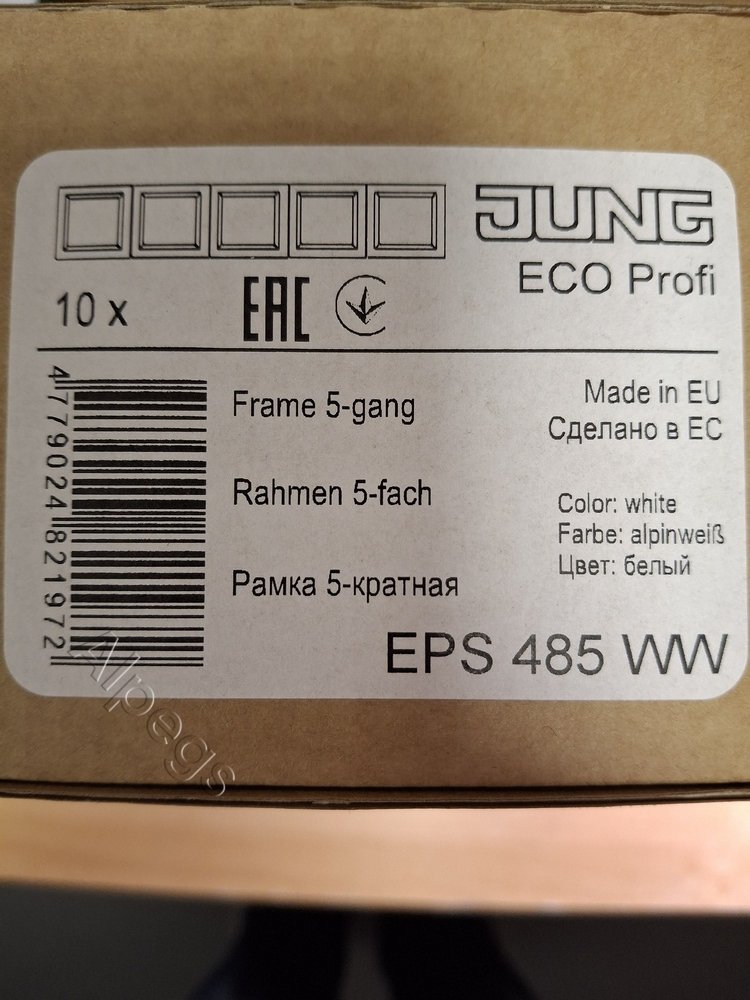 JUNG
ECO Profi
10 x
EAC
4779024821972
Frame 5-gang
Rahmen 5-fach
Рамка 5-кратная
Made in EU
Сделано в ЕС
Color: white
Farbe: alpinweiß
Цвет: белый
EPS 485 WW
Alpegs